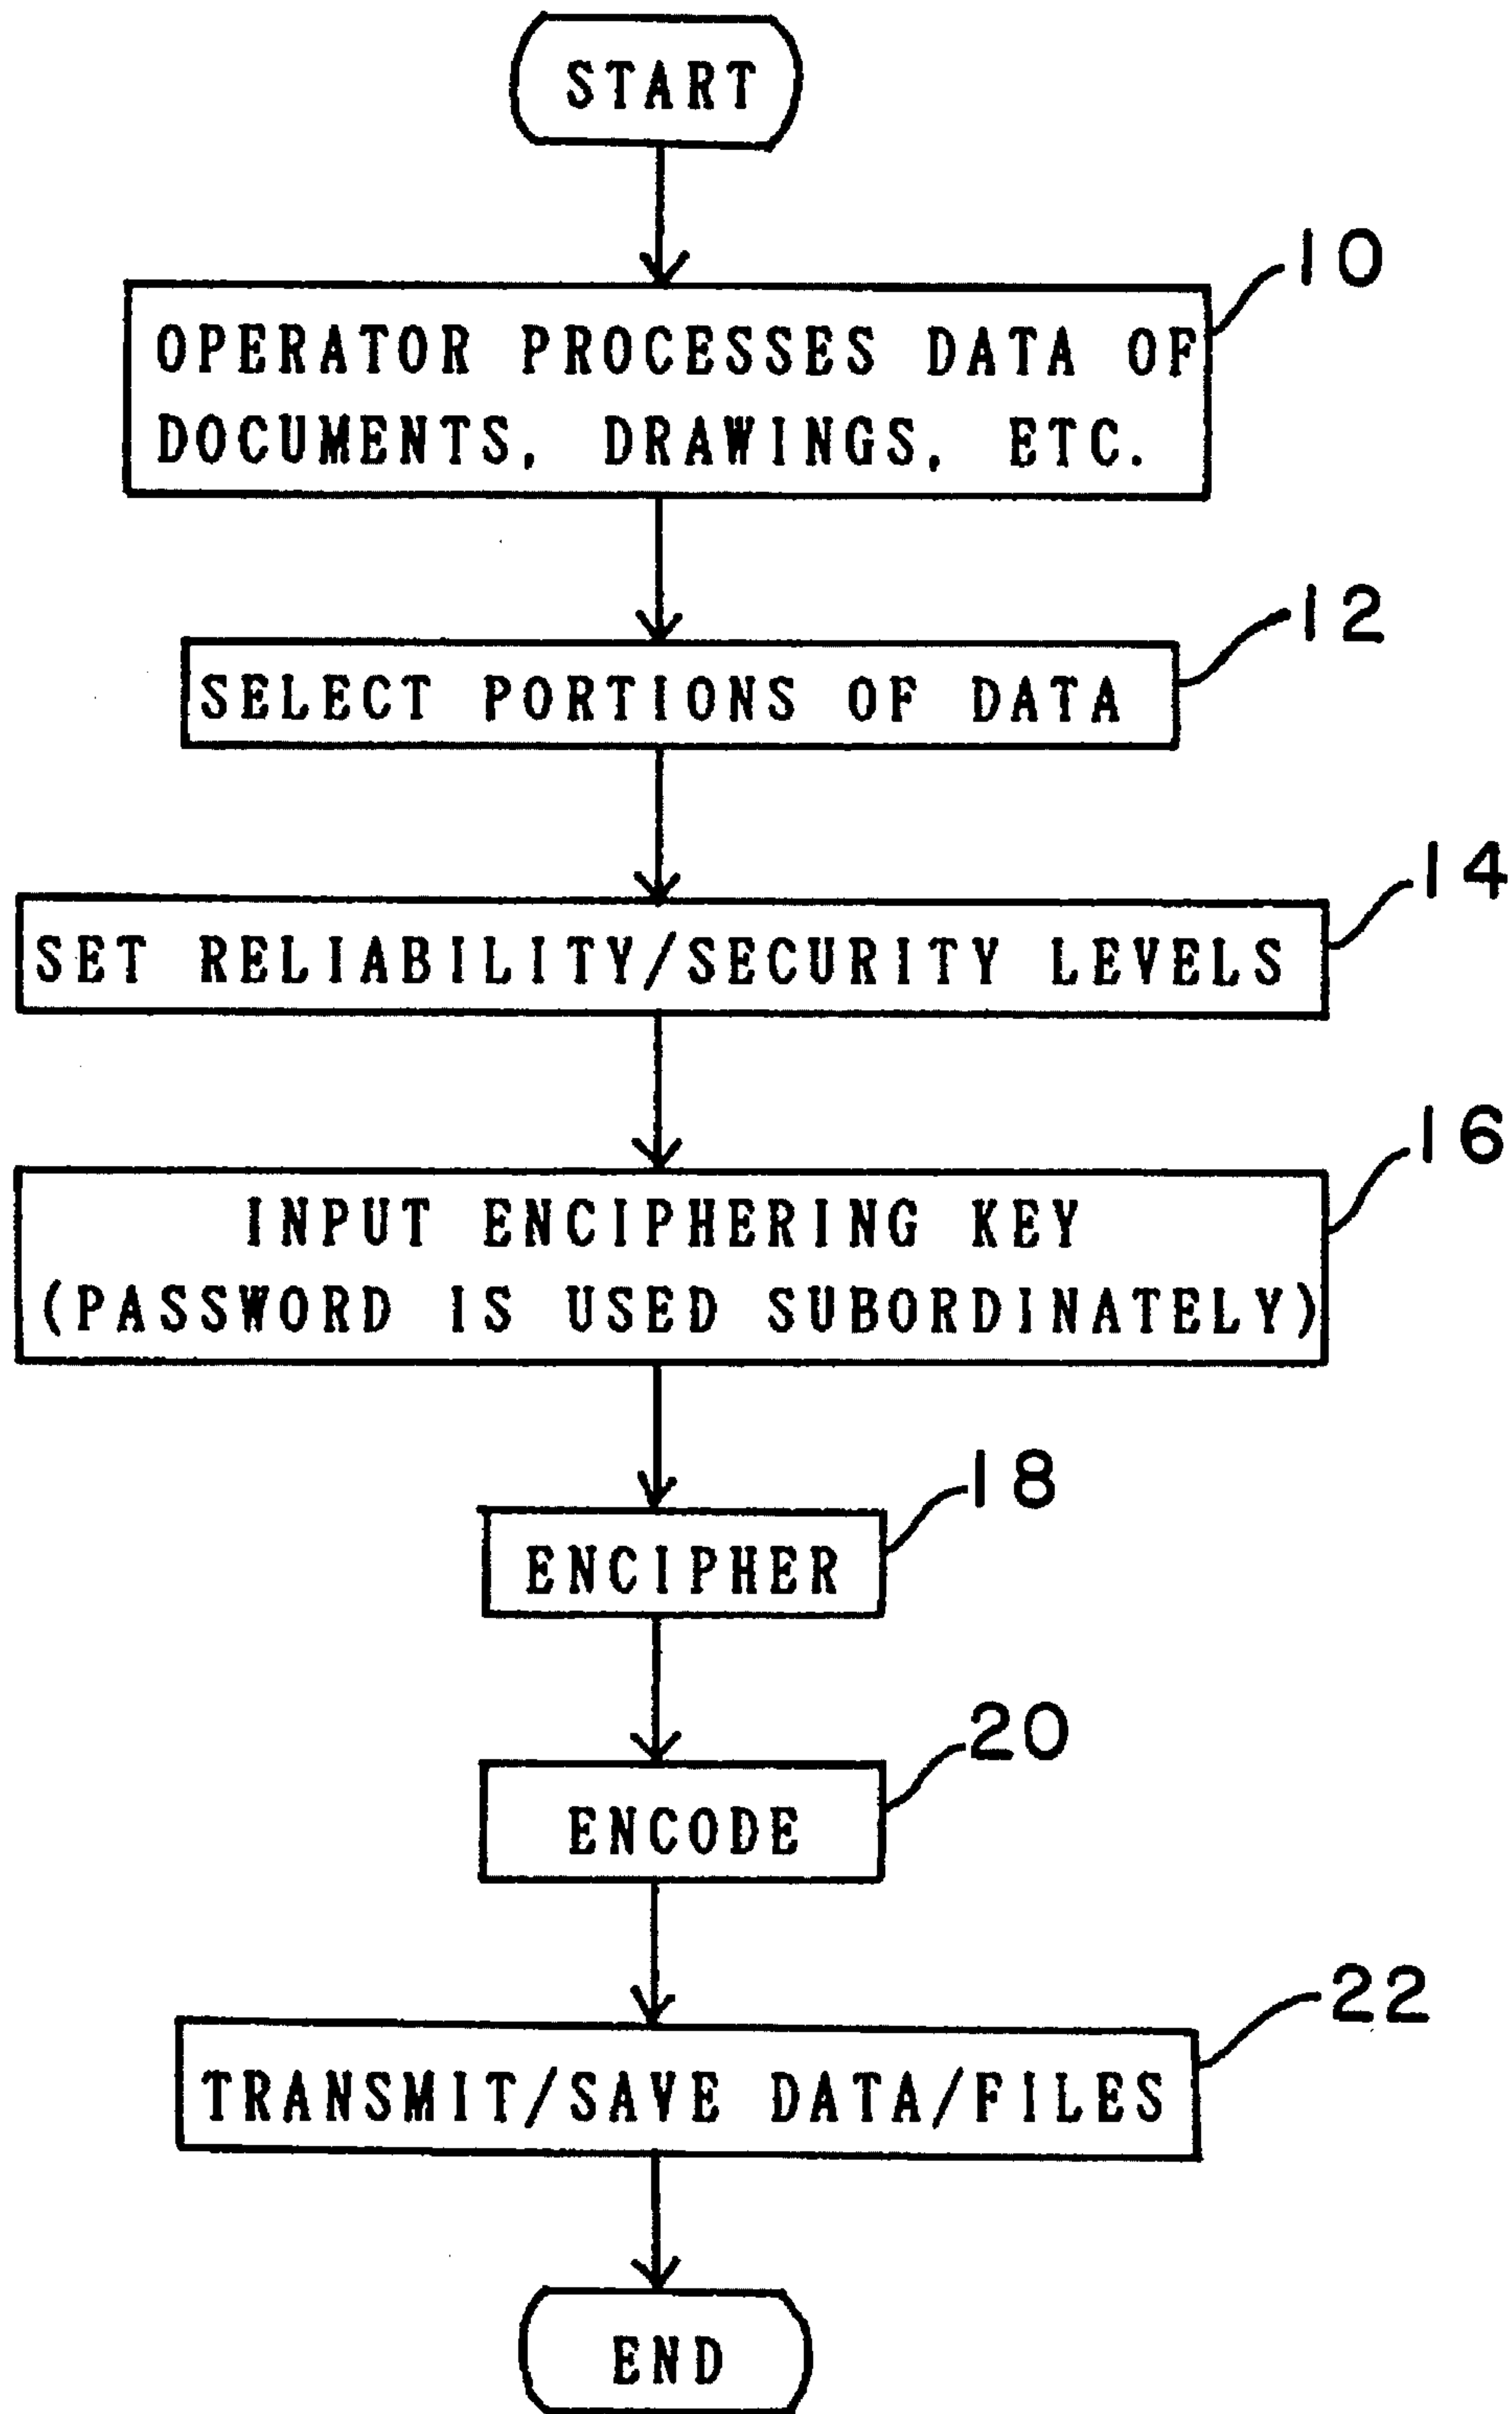 START
10
OPERATOR PROCESSES DATA OF
DOCUMENTS, DRAWINGS, ETC.
12
SELECT PORTIONS OF DATA
14
SET RELIABILITY/SECURITY LEVELS
16
INPUT ENCIPHERING KEY
(PASSWORD IS USED SUBORDINATELY)
18
ENCIPHER
20
ENCODE
22
TRANSMIT/SAVE DATA/FILES
END